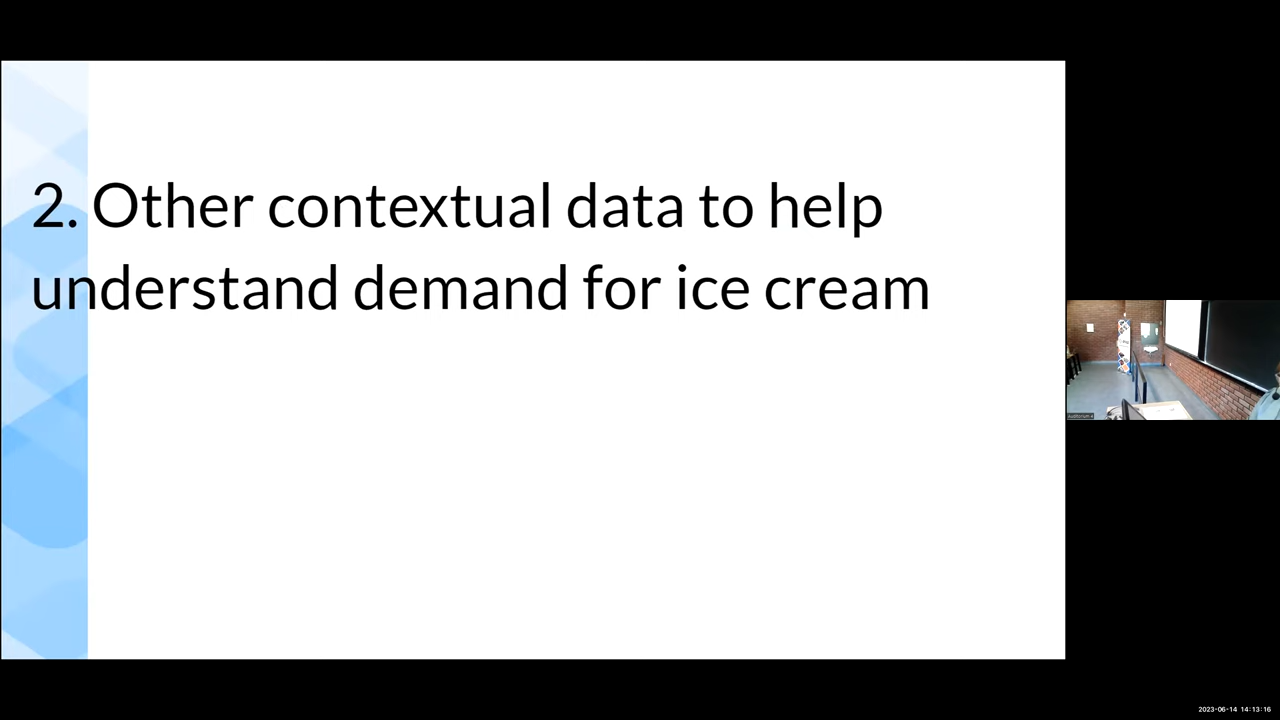 2. Other contextual data to help
understand demand for ice cream
2023-06-14 14:13:16